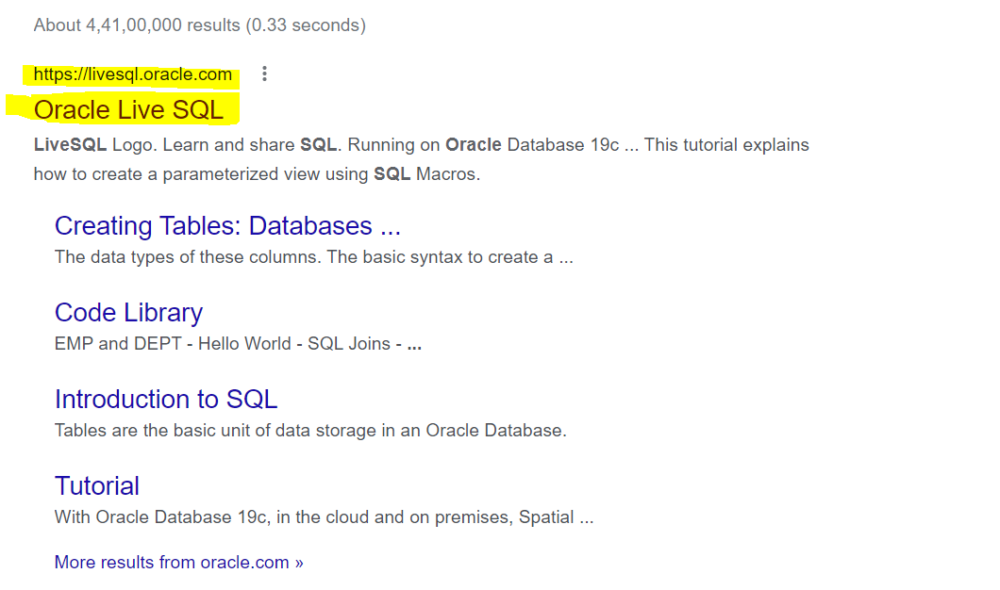 About 4,41,00,000 results (0.33 seconds)
https://livesql.oracle.com
Oracle Live SQL
LiveSQL Logo. Learn and share SQL. Running on Oracle Database 19c ... This tutorial explains
how to create a parameterized view using SQL Macros.
Creating Tables: Databases ...
The data types of these columns. The basic syntax to create a ...
Code Library
EMP and DEPT - Hello World - SQL Joins - ...
Introduction to SQL
Tables are the basic unit of data storage in an Oracle Database.
Tutorial
With Oracle Database 19c, in the cloud and on premises, Spatial ...
More results from oracle.com »